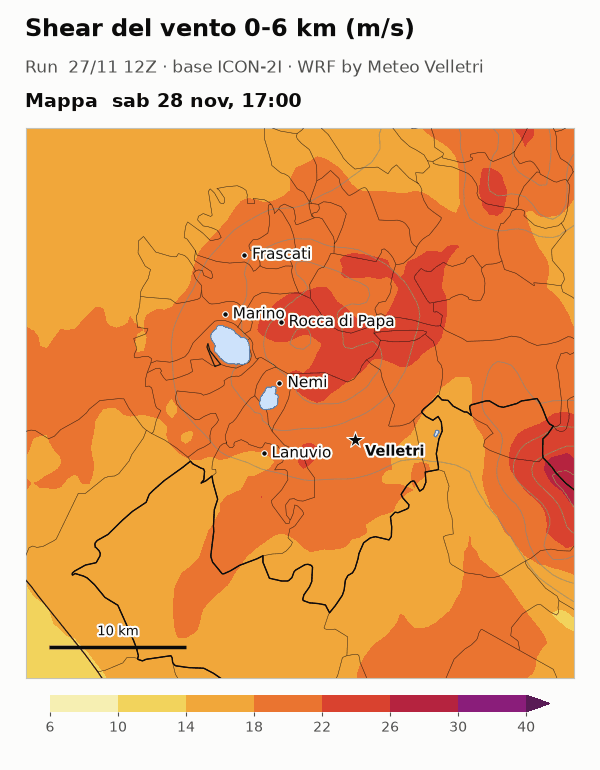 Shear del vento 0-6 km (m/s)
Run  27/11 12Z · base ICON-2I · WRF by Meteo Velletri
Mappa  sab 28 nov, 17:00
Frascati
Marino
Rocca di Papa
Nemi
Velletri
Lanuvio
10 km
6 10 14 18 22 26 30 40